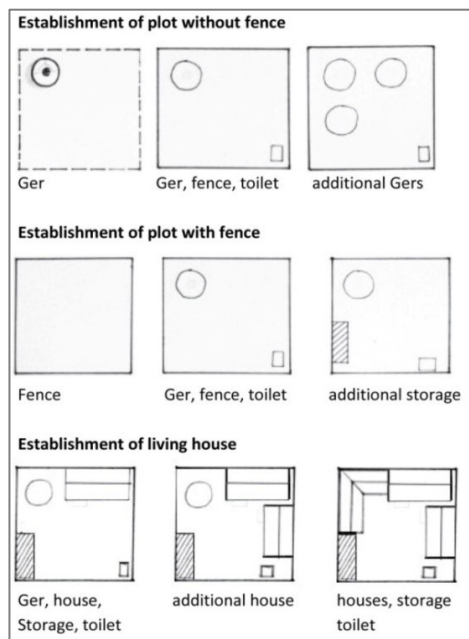 Establishment of plot without fence
Ger
Ger, fence, toilet
additional Gers
Establishment of plot with fence
Fence
Ger, fence, toilet
additional storage
Establishment of living house
Ger, house,
Storage, toilet
additional house
houses, storage
toilet